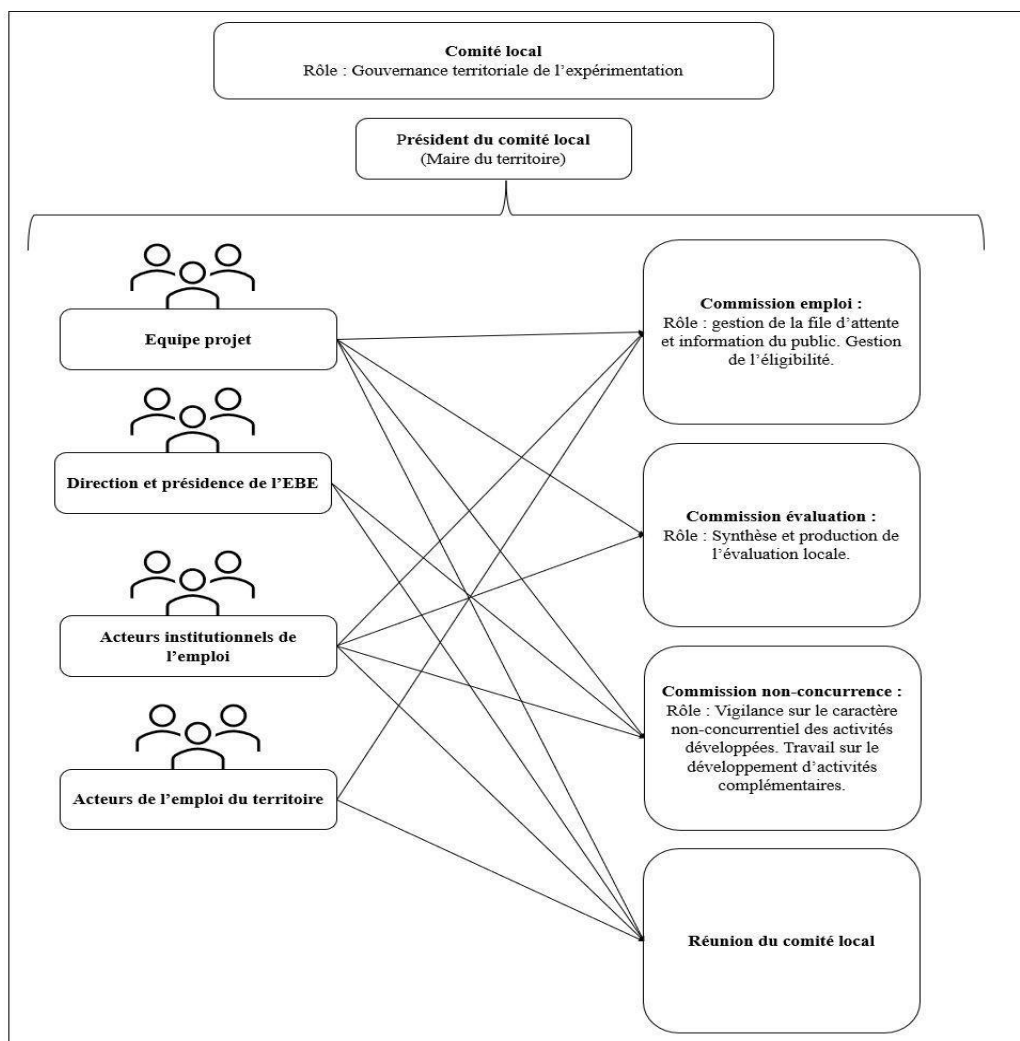 Comité local
Rôle : Gouvernance territoriale de l’expérimentation
Président du comité local
(Maire du territoire)
Equipe projet
Direction et présidence de l’EBE
Acteurs institutionnels de
l’emploi
Acteurs de l’emploi du territoire
Commission emploi :
Rôle : gestion de la file d’attente
et information du public. Gestion
de l’éligibilité.
Commission évaluation :
Rôle : Synthèse et production de
l’évaluation locale.
Commission non-concurrence :
Rôle : Vigilance sur le caractère
non-concurrentiel des activités
développées. Travail sur le
développement d’activités
complémentaires.
Réunion du comité local